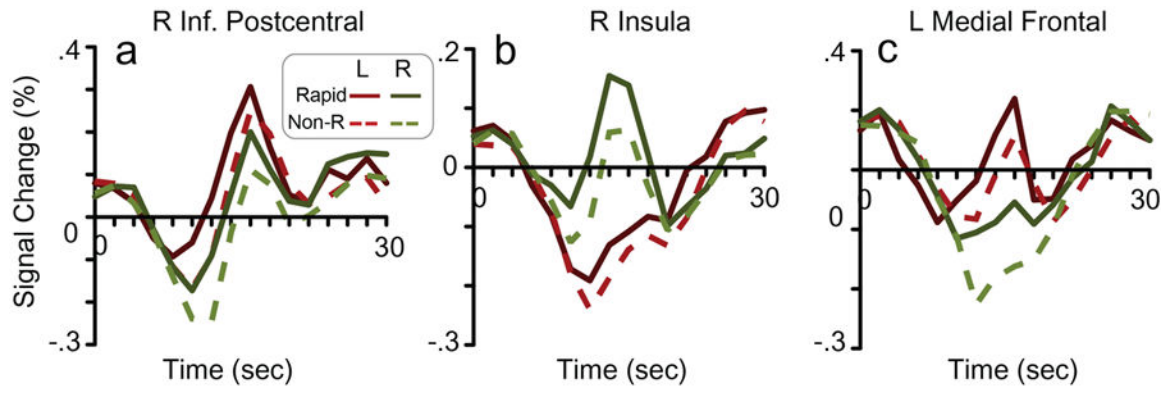 R Inf. Postcentral
R Insula
L Medial Frontal
a
b
c
L R
Rapid
Non-R
Signal Change (%)
.4
0
-.3
0
30
Time (sec)
.2
0
-.3
0
30
Time (sec)
.4
0
-.3
0
30
Time (sec)